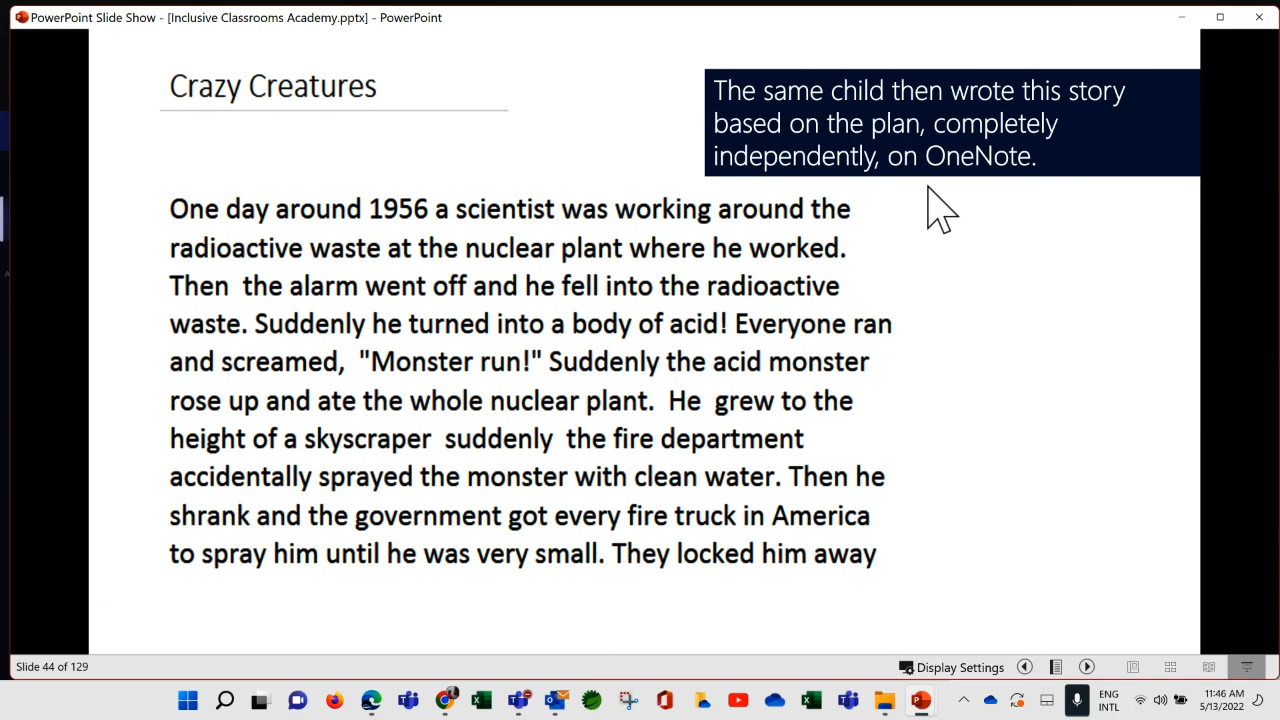 PowerPoint Slide Show - [Inclusive Classrooms Academy.pptx] - PowerPoint
Crazy Creatures
The same child then wrote this story
based on the plan, completely
independently, on OneNote.
One day around 1956 a scientist was working around the
radioactive waste at the nuclear plant where he worked.
Then  the alarm went off and he fell into the radioactive
waste. Suddenly he turned into a body of acid! Everyone ran
and screamed,  "Monster run!" Suddenly the acid monster
rose up and ate the whole nuclear plant.  He  grew to the
height of a skyscraper  suddenly  the fire department
accidentally sprayed the monster with clean water. Then he
shrank and the government got every fire truck in America
to spray him until he was very small. They locked him away
Slide 44 of 129
Display Settings
ENG
INTL
11:46 AM
5/13/2022